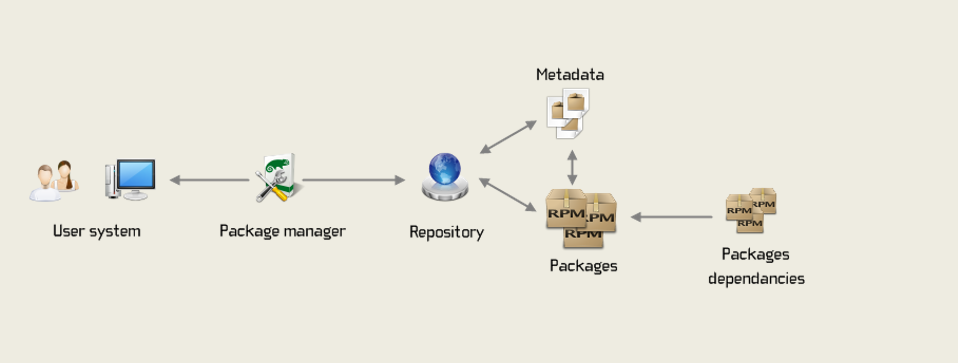 Metadata
User system
Package manager
Repository
RPM
RPM
RPM
Packages
RPM
RPM
RPM
Packages
dependancies